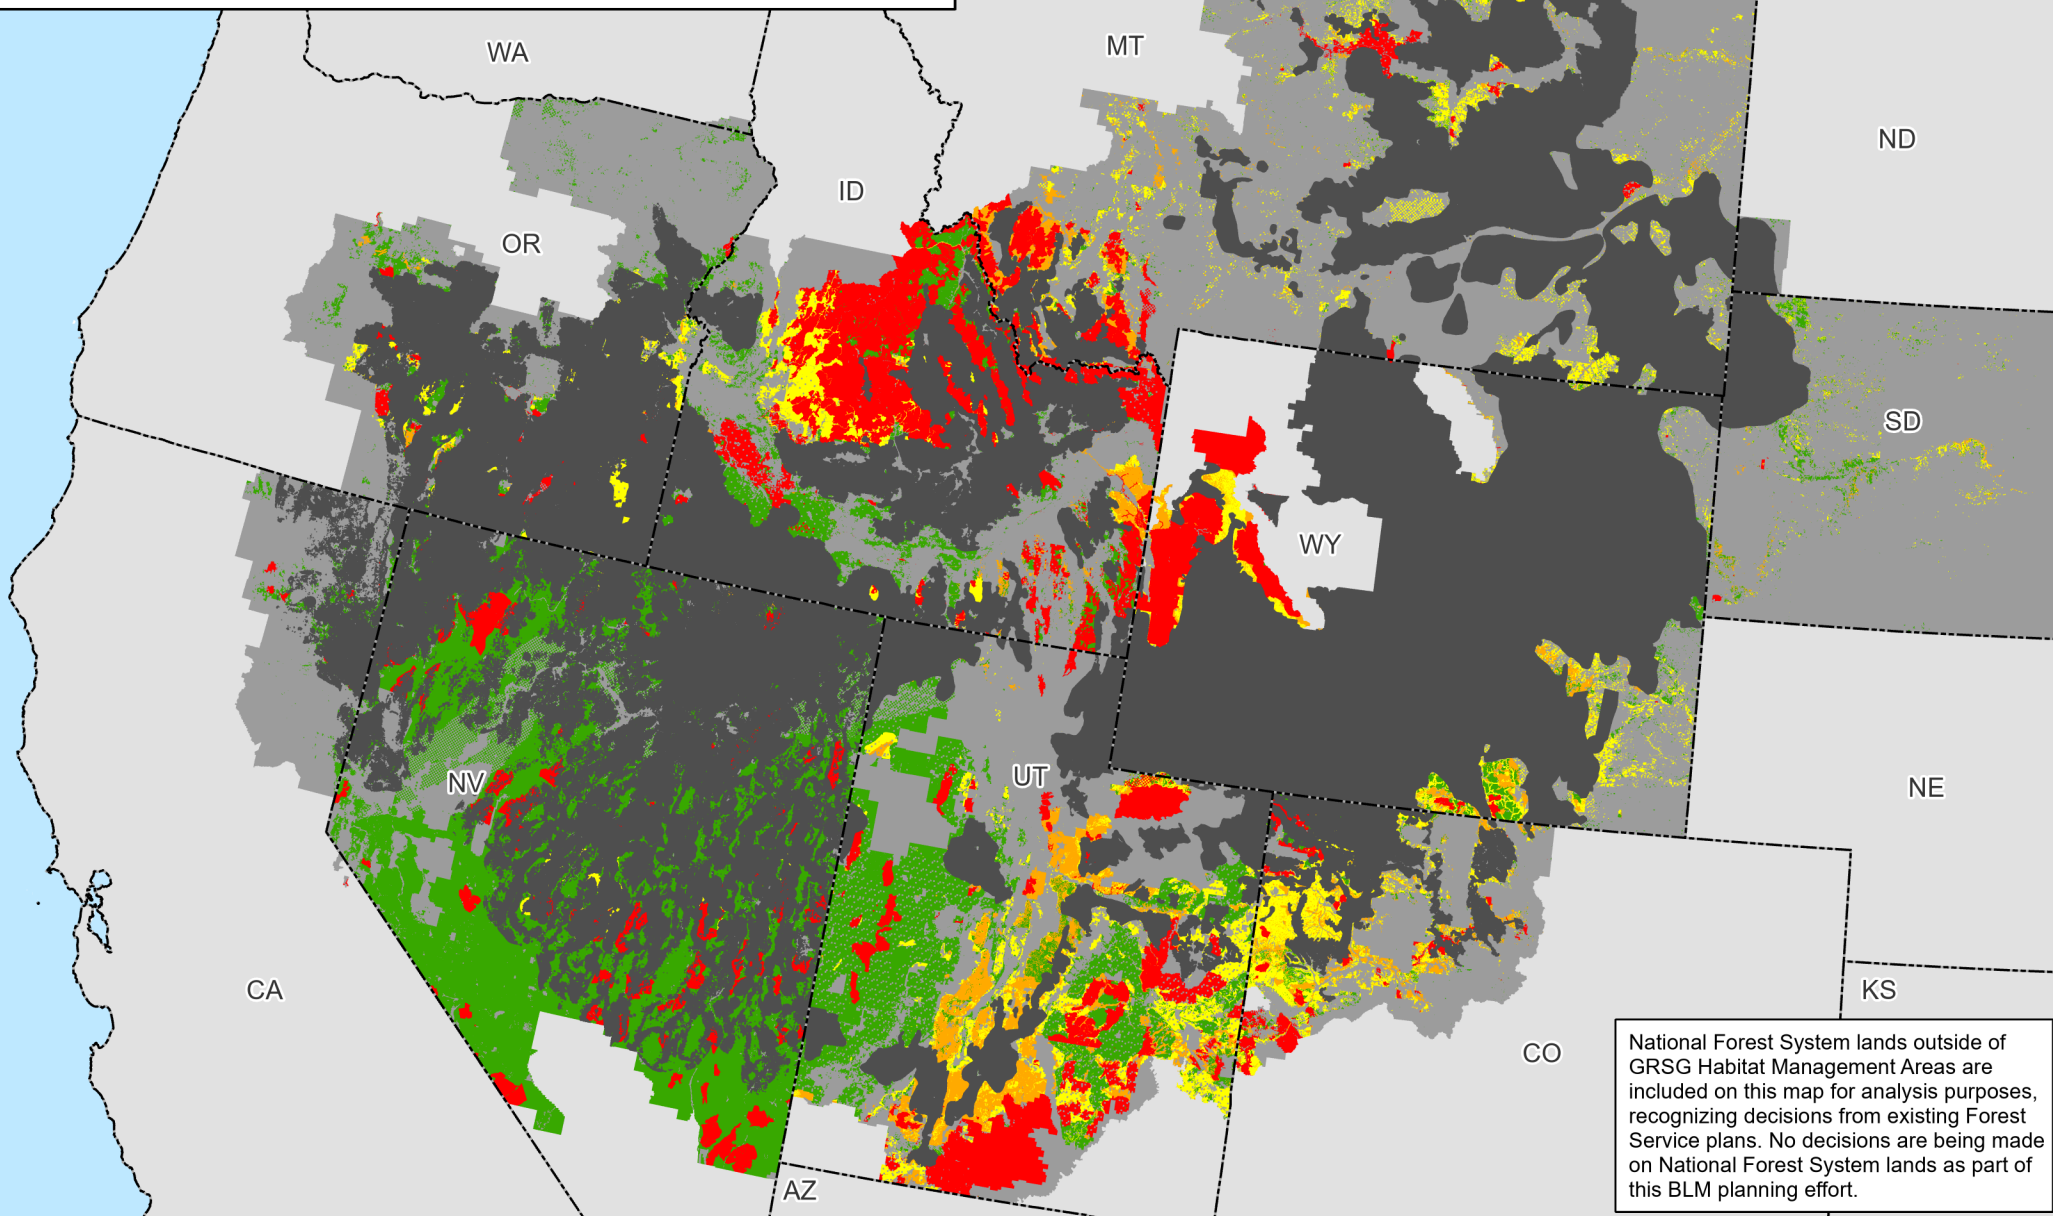 WA
MT
ND
ID
OR
SD
WY
NV
UT
NE
CA
KS
CO
AZ
National Forest System lands outside of
GRSG Habitat Management Areas are
included on this map for analysis purposes,
recognizing decisions from existing Forest
Service plans. No decisions are being made
on National Forest System lands as part of
this BLM planning effort.